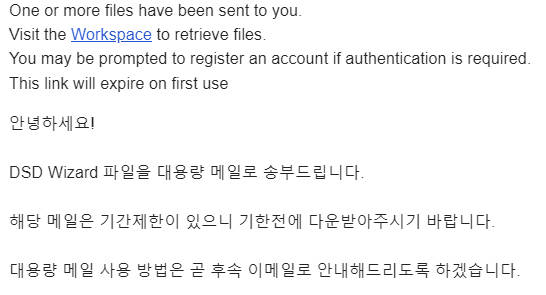 One or more files have been sent to you.
Visit the Workspace to retrieve files.
You may be prompted to register an account if authentication is required.
This link will expire on first use
안녕하세요!
DSD Wizard 파일을 대용량 메일로 송부드립니다.
해당 메일은 기간제한이 있으니 기한전에 다운받아주시기 바랍니다.
대용량 메일 사용 방법은 곧 후속 이메일로 안내해드리도록 하겠습니다.